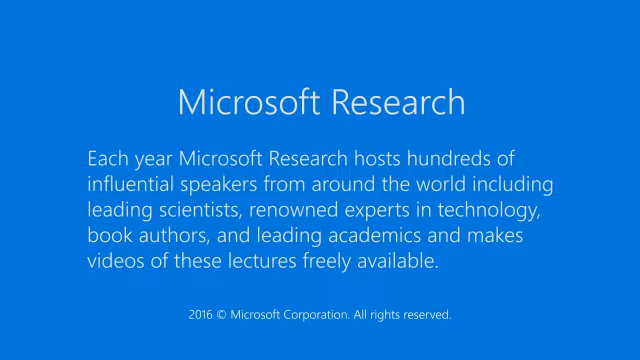 Microsoft Research
Each year Microsoft Research hosts hundreds of
influential speakers from around the world including
leading scientists, renowned experts in technology,
book authors, and leading academics and makes
videos of these lectures freely available.
2016 © Microsoft Corporation. All rights reserved.